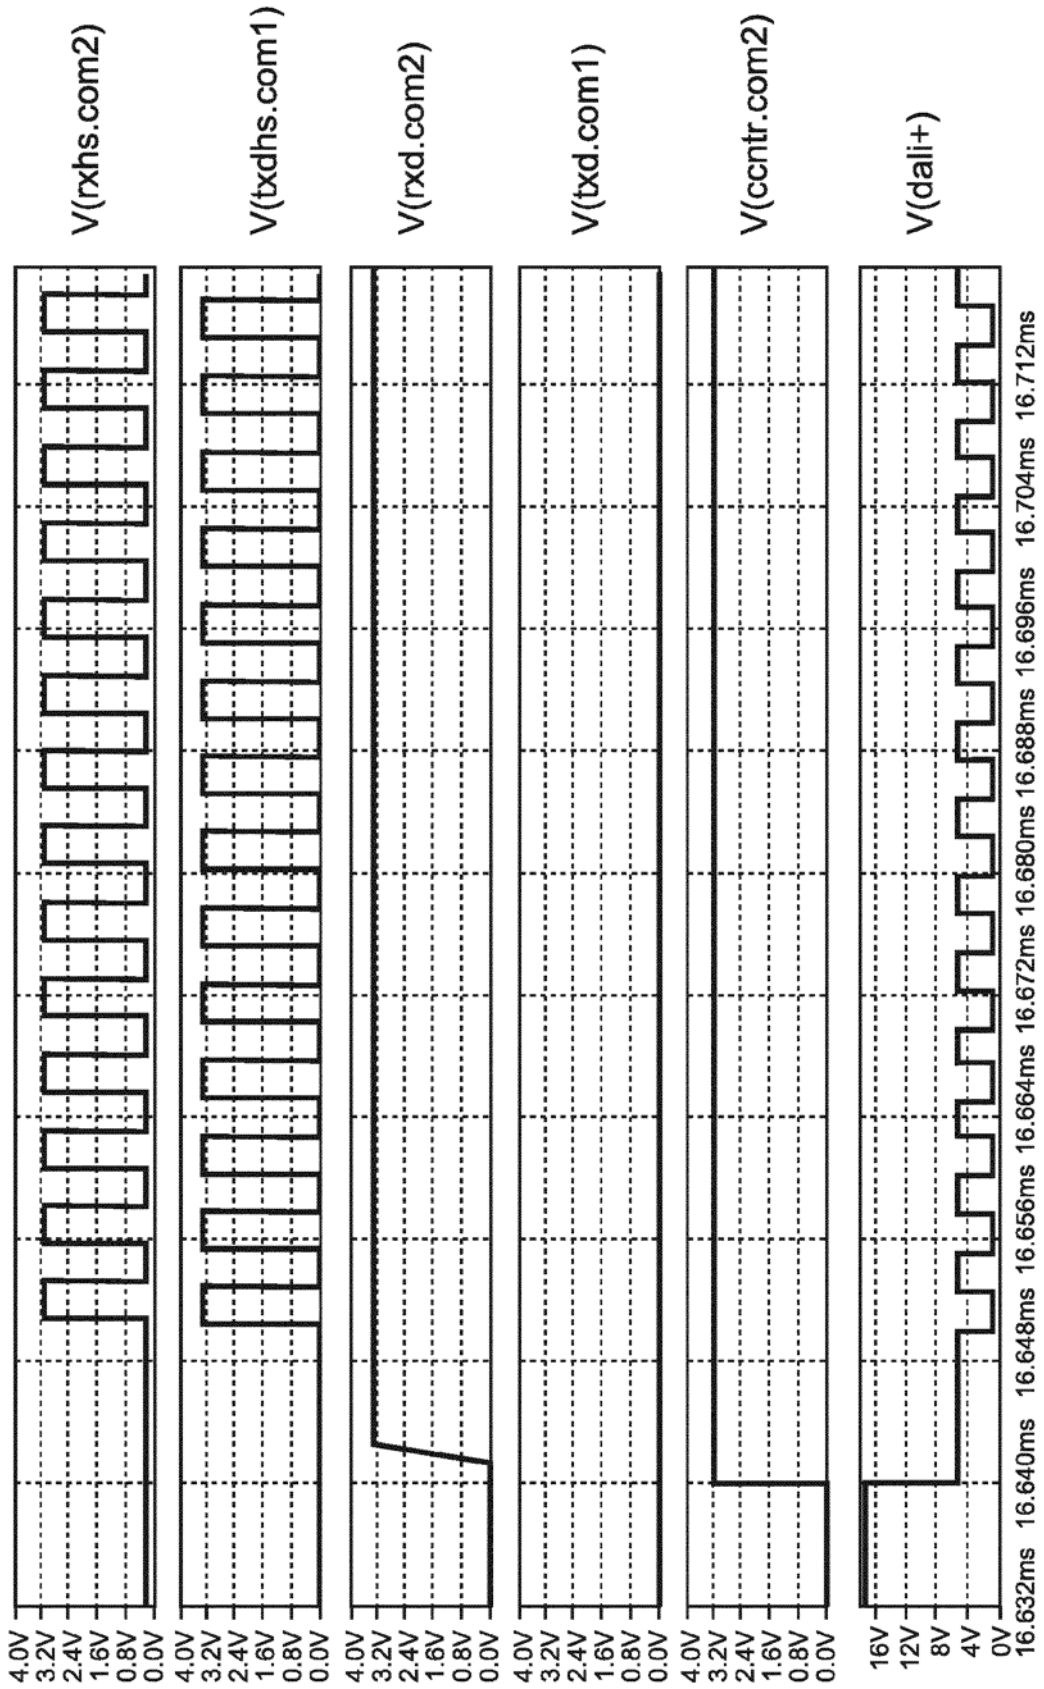 V(rxhs.com2)
4.0V
3.2V
2.4V
1.6V
0.8V
0.0V
V(txdhs.com1)
4.0V
3.2V
2.4V
1.6V
0.8V
0.0V
V(rxd.com2)
4.0V
3.2V
2.4V
1.6V
0.8V
0.0V
V(txd.com1)
4.0V
3.2V
2.4V
1.6V
0.8V
0.0V
V(ccntr.com2)
4.0V
3.2V
2.4V
1.6V
0.8V
0.0V
V(dali+)
16V
12V
8V
4V
0V
16.632ms 16.640ms 16.648ms 16.656ms 16.664ms 16.672ms 16.680ms 16.688ms 16.696ms 16.704ms 16.712ms